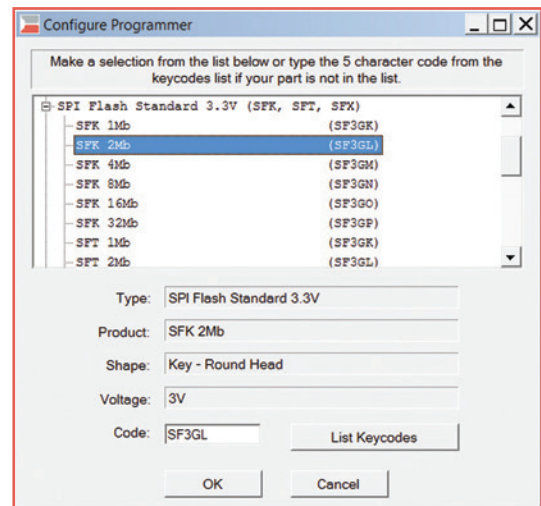 Configure Programmer
Make a selection from the list below or type the 5 character code from the
keycodes list if your part is not in the list.
SPI Flash Standard 3.3V (SFK, SFT, SFX)
SFK 1Mb (SF3GK)
SFK 2Mb (SF3GL)
SFK 4Mb (SF3GM)
SFK 8Mb (SF3GN)
SFK 16Mb (SF3GO)
SFK 32Mb (SF3GP)
SFT 1Mb (SF3GK)
SFT 2Mb (SF3GL)
Type: SPI Flash Standard 3.3V
Product: SFK 2Mb
Shape: Key - Round Head
Voltage: 3V
Code: SF3GL List Keycodes
OK Cancel